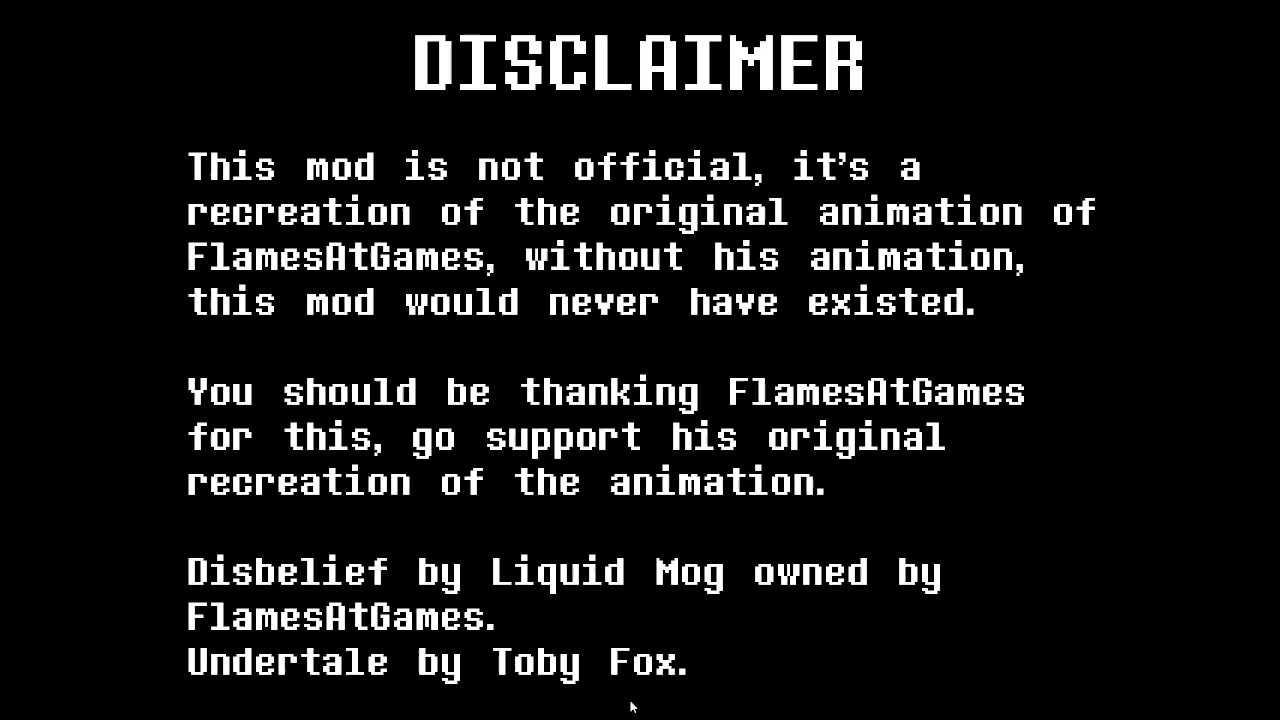 DISCLAIMER
This mod is not official, it's a
recreation of the original animation of
FlamesAtGames, without his animation,
this mod would never have existed.
You should be thanking FlamesAtGames
for this, go support his original
recreation of the animation.
Disbelief by Liquid Mog owned by
FlamesAtGames.
Undertale by Toby Fox.